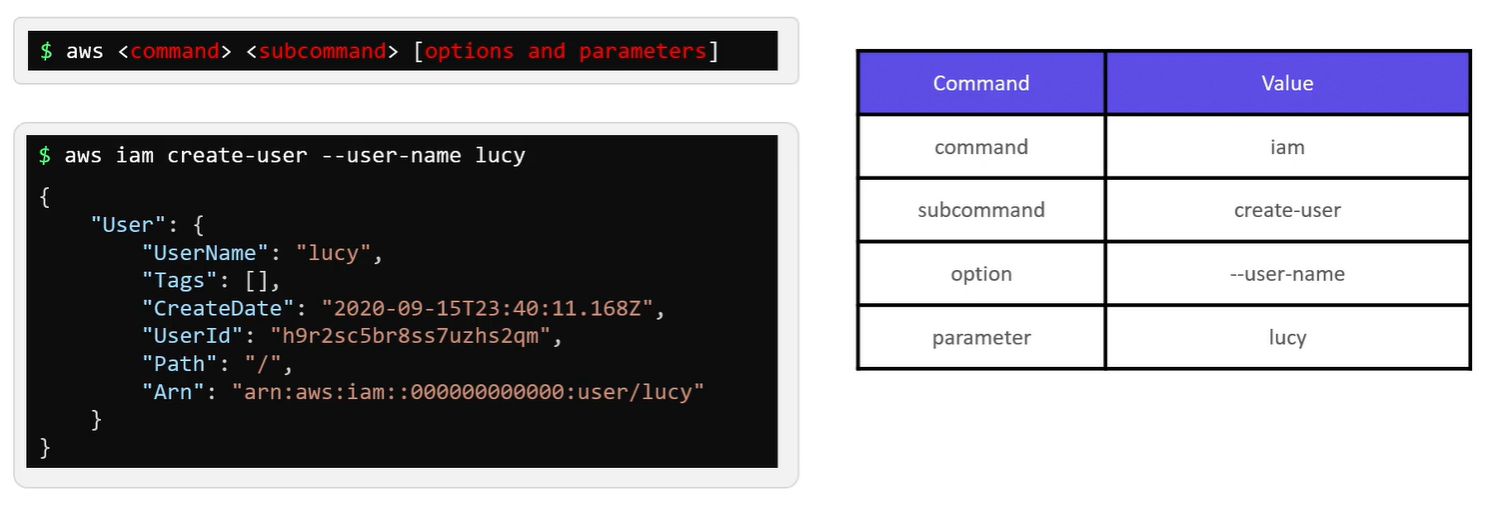 $ aws <command> <subcommand> [options and parameters]
$ aws iam create-user --user-name lucy
{
    "User": {
        "UserName": "lucy",
        "Tags": [],
        "CreateDate": "2020-09-15T23:40:11.168Z",
        "UserId": "h9r2sc5br8ss7uzhs2qm",
        "Path": "/",
        "Arn": "arn:aws:iam::000000000000:user/lucy"
    }
}
Command Value
command iam
subcommand create-user
option --user-name
parameter lucy